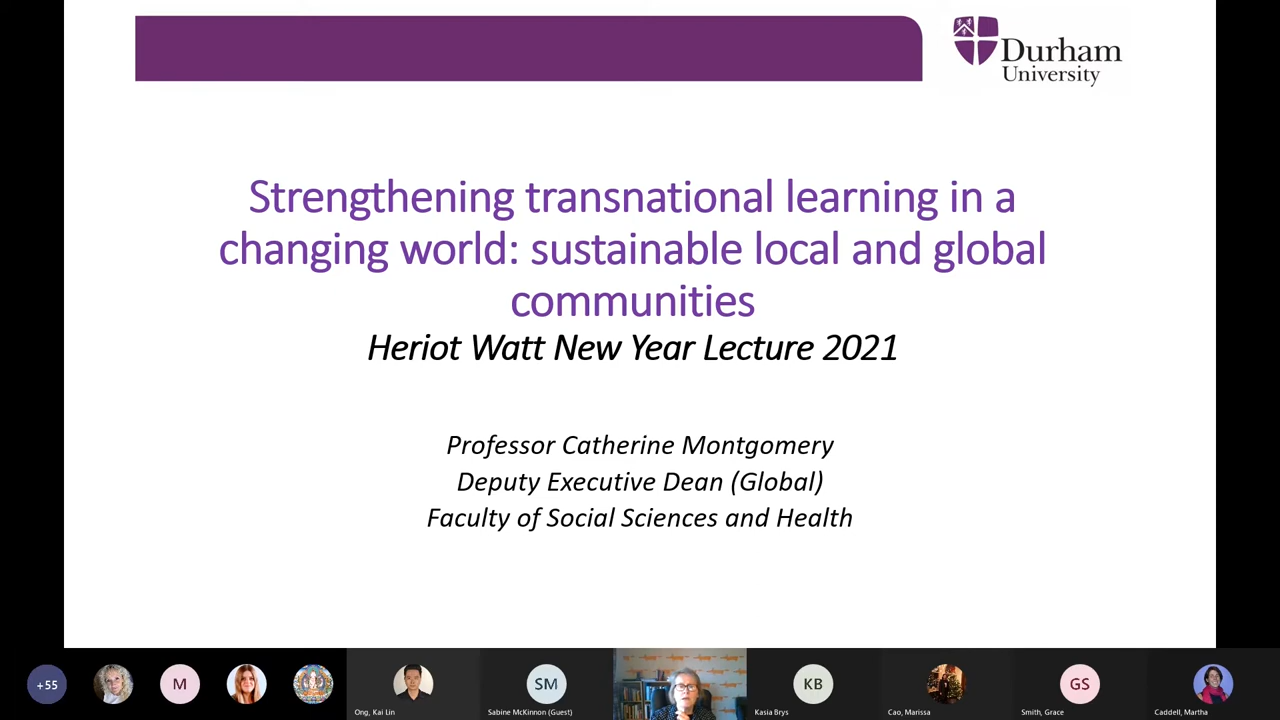 Durham
University
Strengthening transnational learning in a
changing world: sustainable local and global
communities
Heriot Watt New Year Lecture 2021
Professor Catherine Montgomery
Deputy Executive Dean (Global)
Faculty of Social Sciences and Health
+55
M
SM
KB
GS
Ong, Kai Lin
Sabine McKinnon (Guest)
Kasia Brys
Cao, Marissa
Smith, Grace
Caddell, Martha